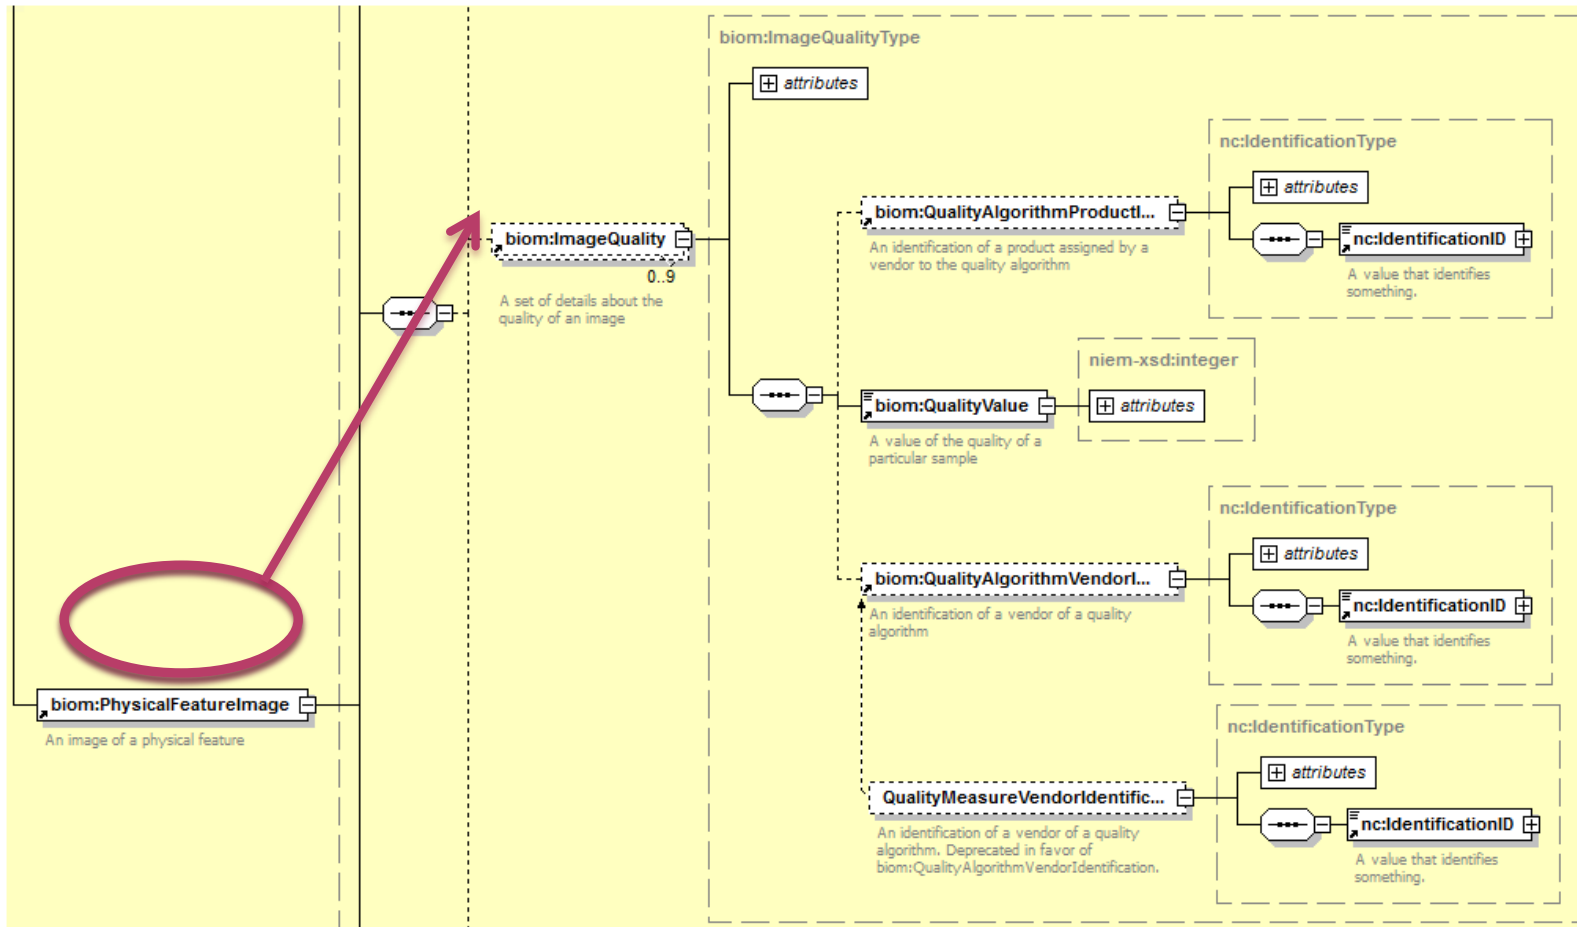 biom:ImageQualityType
attributes
nc:IdentificationType
attributes
biom:QualityAlgorithmProductI...
An identification of a product assigned by a
vendor to the quality algorithm
nc:IdentificationID
A value that identifies
something.
biom:ImageQuality
0..9
A set of details about the
quality of an image
niem-xsd:integer
biom:QualityValue
attributes
A value of the quality of a
particular sample
nc:IdentificationType
attributes
biom:QualityAlgorithmVendorI...
An identification of a vendor of a quality
algorithm
nc:IdentificationID
A value that identifies
something.
biom:PhysicalFeatureImage
An image of a physical feature
nc:IdentificationType
attributes
QualityMeasureVendorIdentific...
An identification of a vendor of a quality
algorithm. Deprecated in favor of
biom:QualityAlgorithmVendorIdentification.
nc:IdentificationID
A value that identifies
something.